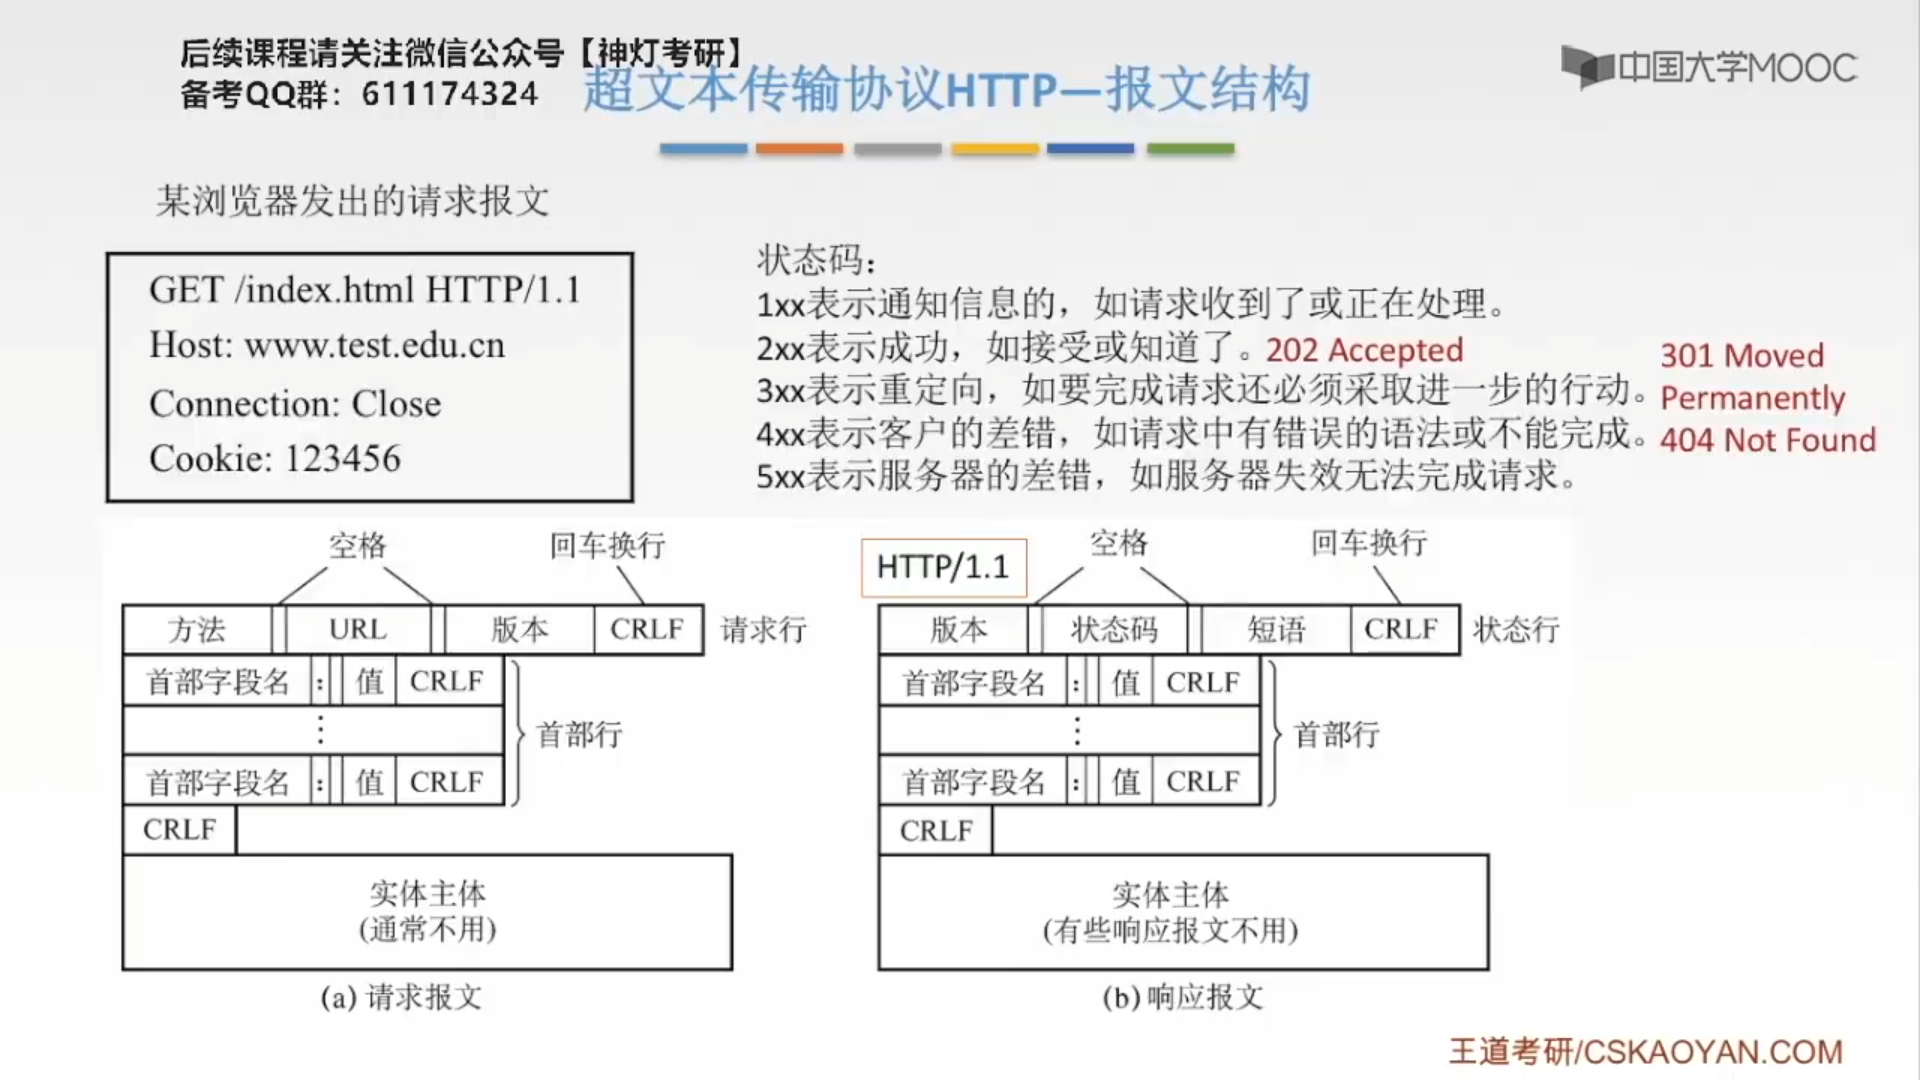 后续课程请关注微信公众号【神灯考研】
备考QQ群：611174324
超文本传输协议HTTP—报文结构
中国大学MOOC
某浏览器发出的请求报文
GET /index.html HTTP/1.1
Host: www.test.edu.cn
Connection: Close
Cookie: 123456
状态码：
1xx表示通知信息的，如请求收到了或正在处理。
2xx表示成功，如接受或知道了。202 Accepted
3xx表示重定向，如要完成请求还必须采取进一步的行动。
301 Moved
Permanently
4xx表示客户的差错，如请求中有错误的语法或不能完成。404 Not Found
5xx表示服务器的差错，如服务器失效无法完成请求。
空格 回车换行
方法 URL 版本 CRLF 请求行
首部字段名 : 值 CRLF
⋮ 首部行
首部字段名 : 值 CRLF
CRLF
实体主体
(通常不用)
(a) 请求报文
HTTP/1.1
空格 回车换行
版本 状态码 短语 CRLF 状态行
首部字段名 : 值 CRLF
⋮ 首部行
首部字段名 : 值 CRLF
CRLF
实体主体
(有些响应报文不用)
(b) 响应报文
王道考研/CSKAOYAN.COM